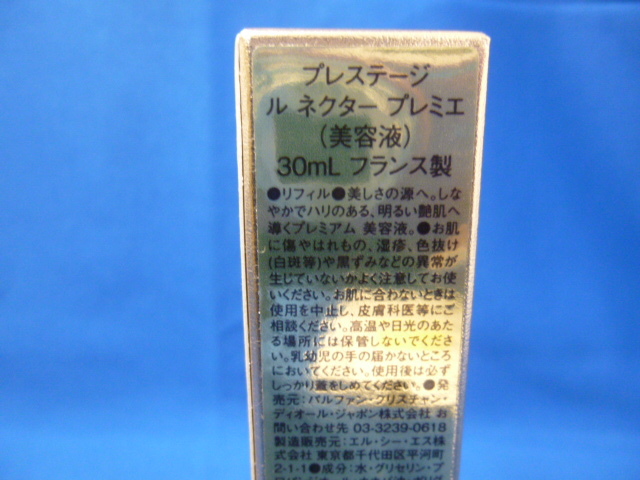 プレステージ
ル ネクター プレミエ
(美容液)
30mL フランス製
●リフィル●美しさの源へ。しな
やかでハリのある、明るい艶肌へ
導くプレミアム 美容液。●お肌
に傷やはれもの、湿疹、色抜け
(白斑等)や黒ずみなどの異常が
生じていないかよく注意してお使
いください。お肌に合わないときは
使用を中止し、皮膚科医等にご
相談ください。高温や日光のあた
る場所には保管しないでくださ
い。乳幼児の手の届かないところ
においてください。使用後は必ず
しっかり蓋をしめてください。●発
売元:パルファン・クリスチャン・
ディオール・ジャポン株式会社 お
問い合わせ先 03-3239-0618
製造販売元:エル・シー・エス株
式会社 東京都千代田区平河町
2-1-1●成分:水・グリセリン・プ